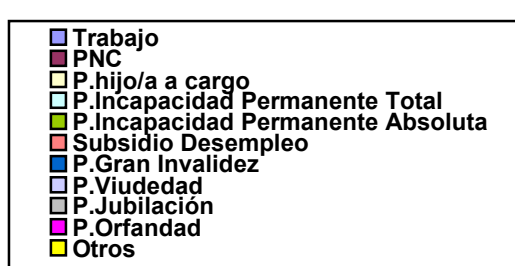 Trabajo
PNC
P.hijo/a a cargo
P.Incapacidad Permanente Total
P.Incapacidad Permanente Absoluta
Subsidio Desempleo
P.Gran Invalidez
P.Viudedad
P.Jubilación
P.Orfandad
Otros